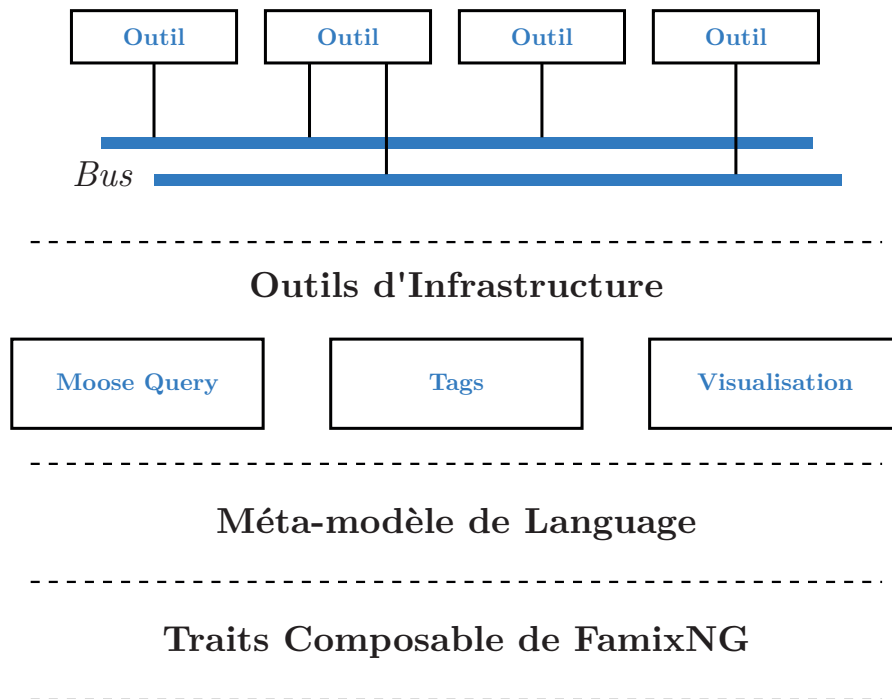 Outil Outil Outil Outil
Bus
Outils d'Infrastructure
Moose Query Tags Visualisation
Méta-modèle de Language
Traits Composable de FamixNG